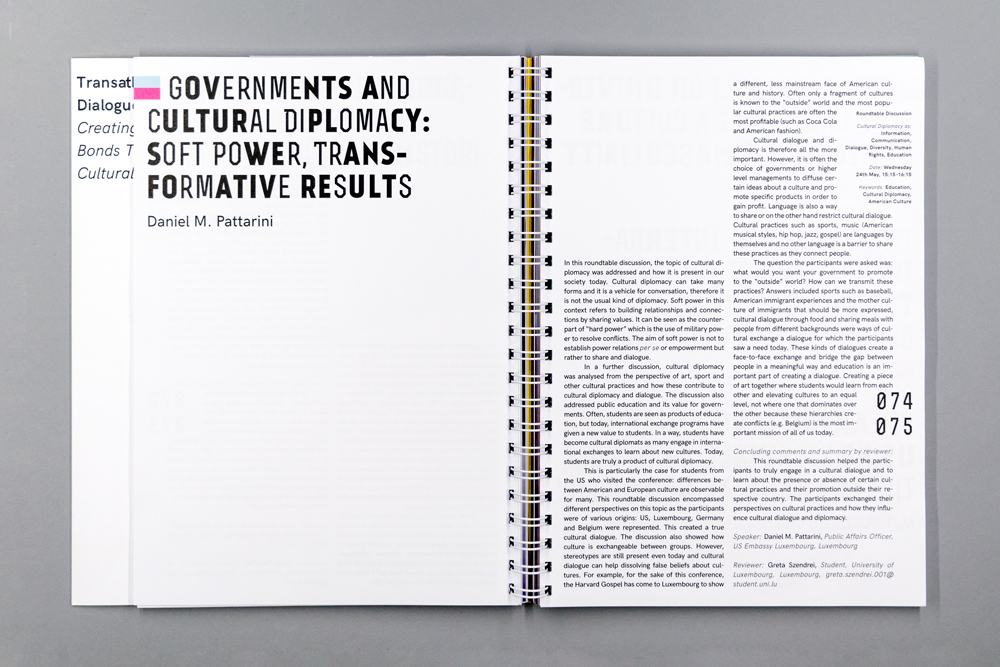 Transatl
Dialogu
Creating
Bonds T
Cultural
GOVERNMENTS AND
CULTURAL DIPLOMACY:
SOFT POWER, TRANS-
FORMATIVE RESULTS
Daniel M. Pattarini
In this roundtable discussion, the topic of cultural di-
plomacy was addressed and how it is present in our
society today. Cultural diplomacy can take many
forms and it is a vehicle for conversation, therefore it
is not the usual kind of diplomacy. Soft power in this
context refers to building relationships and connec-
tions by sharing values. It can be seen as the counter-
part of "hard power" which is the use of military pow-
er to resolve conflicts. The aim of soft power is not to
establish power relations per se or empowerment but
rather to share and dialogue.
In a further discussion, cultural diplomacy
was analysed from the perspective of art, sport and
other cultural practices and how these contribute to
cultural diplomacy and dialogue. The discussion also
addressed public education and its value for govern-
ments. Often, students are seen as products of educa-
tion, but today, international exchange programs have
given a new value to students. In a way, students have
become cultural diplomats as many engage in interna-
tional exchanges to learn about new cultures. Today,
students are truly a product of cultural diplomacy.
This is particularly the case for students from
the US who visited the conference: differences be-
tween American and European culture are observable
for many. This roundtable discussion encompassed
different perspectives on this topic as the participants
were of various origins: US, Luxembourg, Germany
and Belgium were represented. This created a true
cultural dialogue. The discussion also showed how
culture is exchangeable between groups. However,
stereotypes are still present even today and cultural
dialogue can help dissolving false beliefs about cul-
tures. For example, for the sake of this conference,
the Harvard Gospel has come to Luxembourg to show
a different, less mainstream face of American cul-
ture and history. Often only a fragment of cultures
is known to the "outside" world and the most popu-
lar cultural practices are often the
most profitable (such as Coca Cola
and American fashion).
Cultural dialogue and di-
plomacy is therefore all the more
important. However, it is often the
choice of governments or higher
level managements to diffuse cer-
tain ideas about a culture and pro-
mote specific products in order to
gain profit. Language is also a way
to share or on the other hand restrict cultural dialogue.
Cultural practices such as sports, music (American
musical styles, hip hop, jazz, gospel) are languages by
themselves and no other language is a barrier to share
these practices as they connect people.
The question the participants were asked was:
what would you want your government to promote
to the "outside" world? How can we transmit these
practices? Answers included sports such as baseball,
American immigrant experiences and the mother cul-
ture of immigrants that should be more expressed,
cultural dialogue through food and sharing meals with
people from different backgrounds were ways of cul-
tural exchange a dialogue for which the participants
saw a need today. These kinds of dialogues create a
face-to-face exchange and bridge the gap between
people in a meaningful way and education is an im-
portant part of creating a dialogue. Creating a piece
of art together where students would learn from each
other and elevating cultures to an equal
level, not where one that dominates over
the other because these hierarchies cre-
ate conflicts (e.g. Belgium) is the most im-
portant mission of all of us today.
Concluding comments and summary by reviewer:
This roundtable discussion helped the partic-
ipants to truly engage in a cultural dialogue and to
learn about the presence or absence of certain cul-
tural practices and their promotion outside their re-
spective country. The participants exchanged their
perspectives on cultural practices and how they influ-
ence cultural dialogue and diplomacy.
Speaker: Daniel M. Pattarini, Public Affairs Officer,
US Embassy Luxembourg, Luxembourg
Reviewer: Greta Szendrei, Student, University of
Luxembourg, Luxembourg, greta.szendrei.001@
student.uni.lu
Roundtable Discussion
Cultural Diplomacy as:
Information,
Communication,
Dialogue, Diversity, Human
Rights, Education
Date: Wednesday
24th May, 15:15-16:15
Keywords: Education,
Cultural Diplomacy,
American Culture
074
075